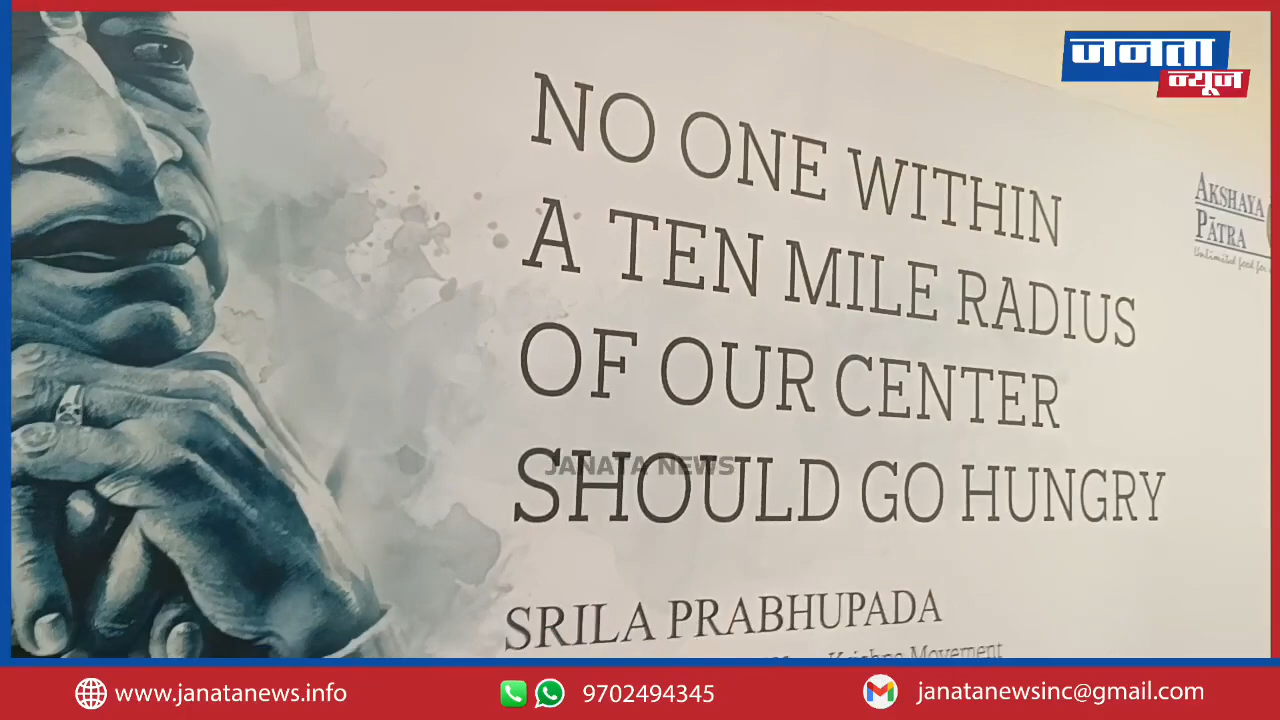 जनता
न्यूज
NO ONE WITHIN
A TEN MILE RADIUS
OF OUR CENTER
SHOULD GO HUNGRY
AKSHAYA
PĀTRA
Unlimited food for
JANATA NEWS
SRILA PRABHUPADA
Krishna Movement
www.janatanews.info
9702494345
janatanewsinc@gmail.com